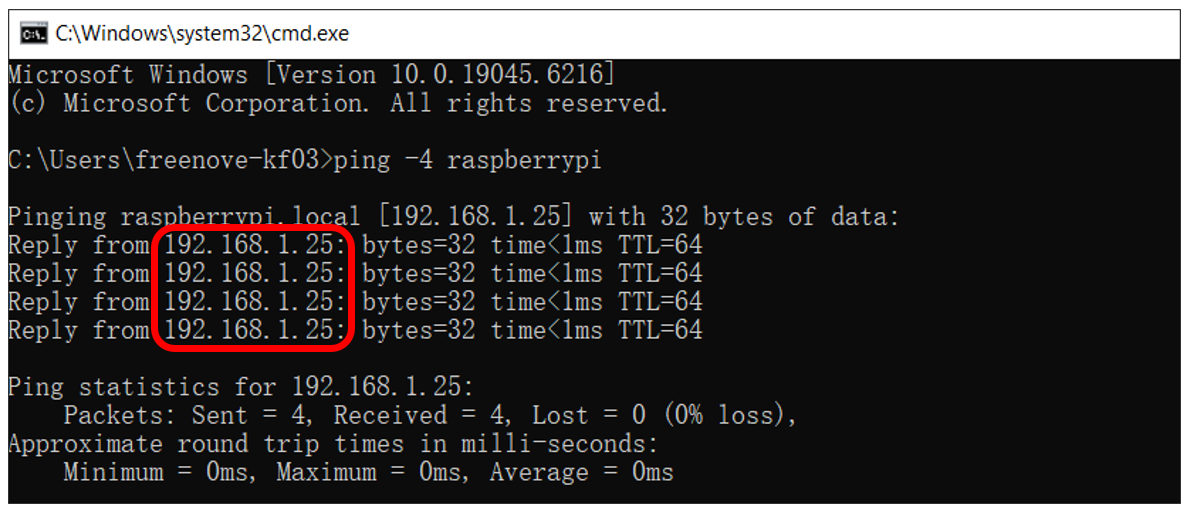 C:\Windows\system32\cmd.exe
Microsoft Windows [Version 10.0.19045.6216]
(c) Microsoft Corporation. All rights reserved.
C:\Users\freenove-kf03>ping -4 raspberrypi
Pinging raspberrypi.local [192.168.1.25] with 32 bytes of data:
Reply from 192.168.1.25: bytes=32 time<1ms TTL=64
Reply from 192.168.1.25: bytes=32 time<1ms TTL=64
Reply from 192.168.1.25: bytes=32 time<1ms TTL=64
Reply from 192.168.1.25: bytes=32 time<1ms TTL=64
Ping statistics for 192.168.1.25:
Packets: Sent = 4, Received = 4, Lost = 0 (0% loss),
Approximate round trip times in milli-seconds:
Minimum = 0ms, Maximum = 0ms, Average = 0ms